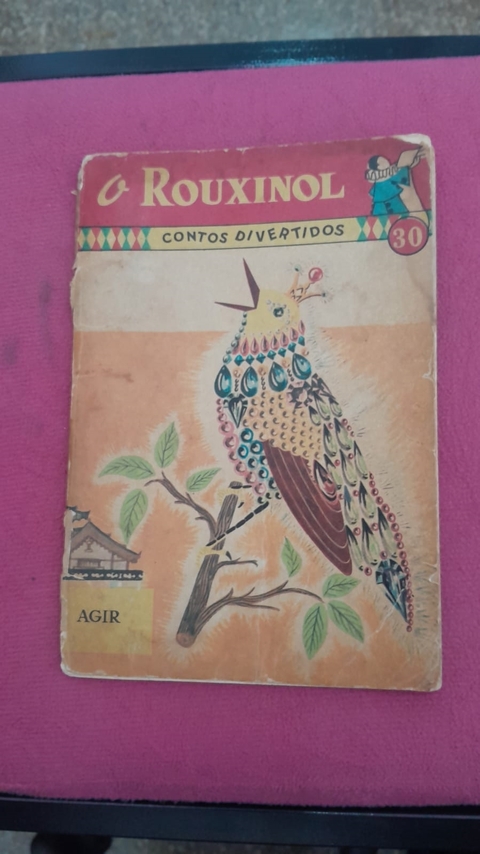 O ROUXINOL
CONTOS DIVERTIDOS
30
AGIR